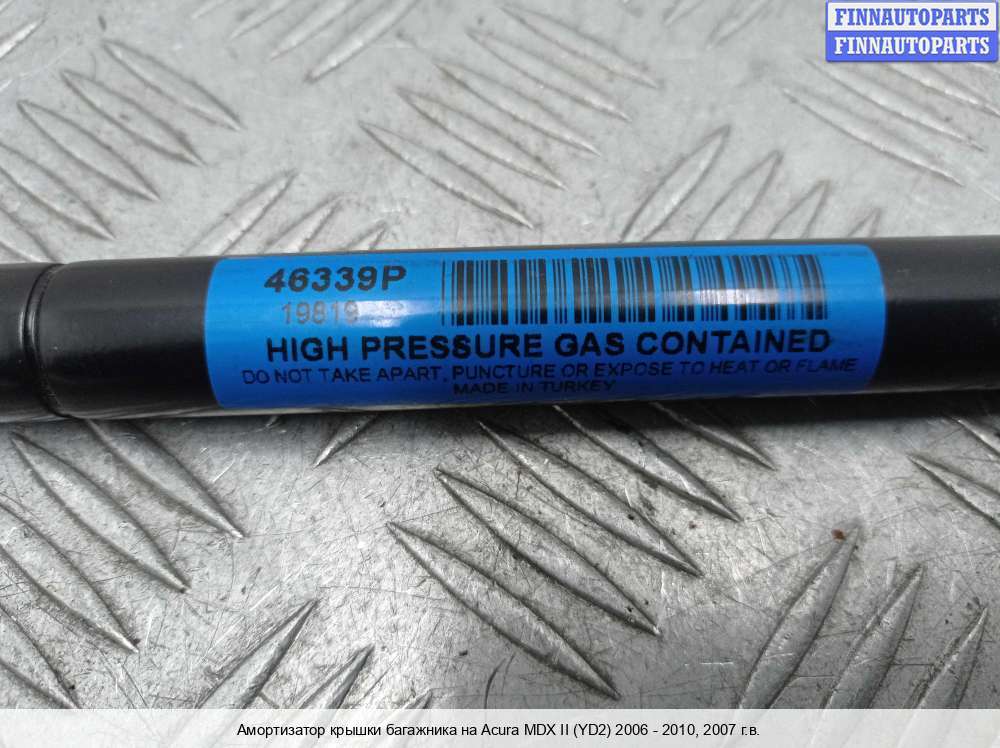 FINNAUTOPARTS
FINNAUTOPARTS
46339P
19819
HIGH PRESSURE GAS CONTAINED
DO NOT TAKE APART, PUNCTURE OR EXPOSE TO HEAT OR FLAME
MADE IN TURKEY
Амортизатор крышки багажника на Acura MDX II (YD2) 2006 - 2010, 2007 г.в.